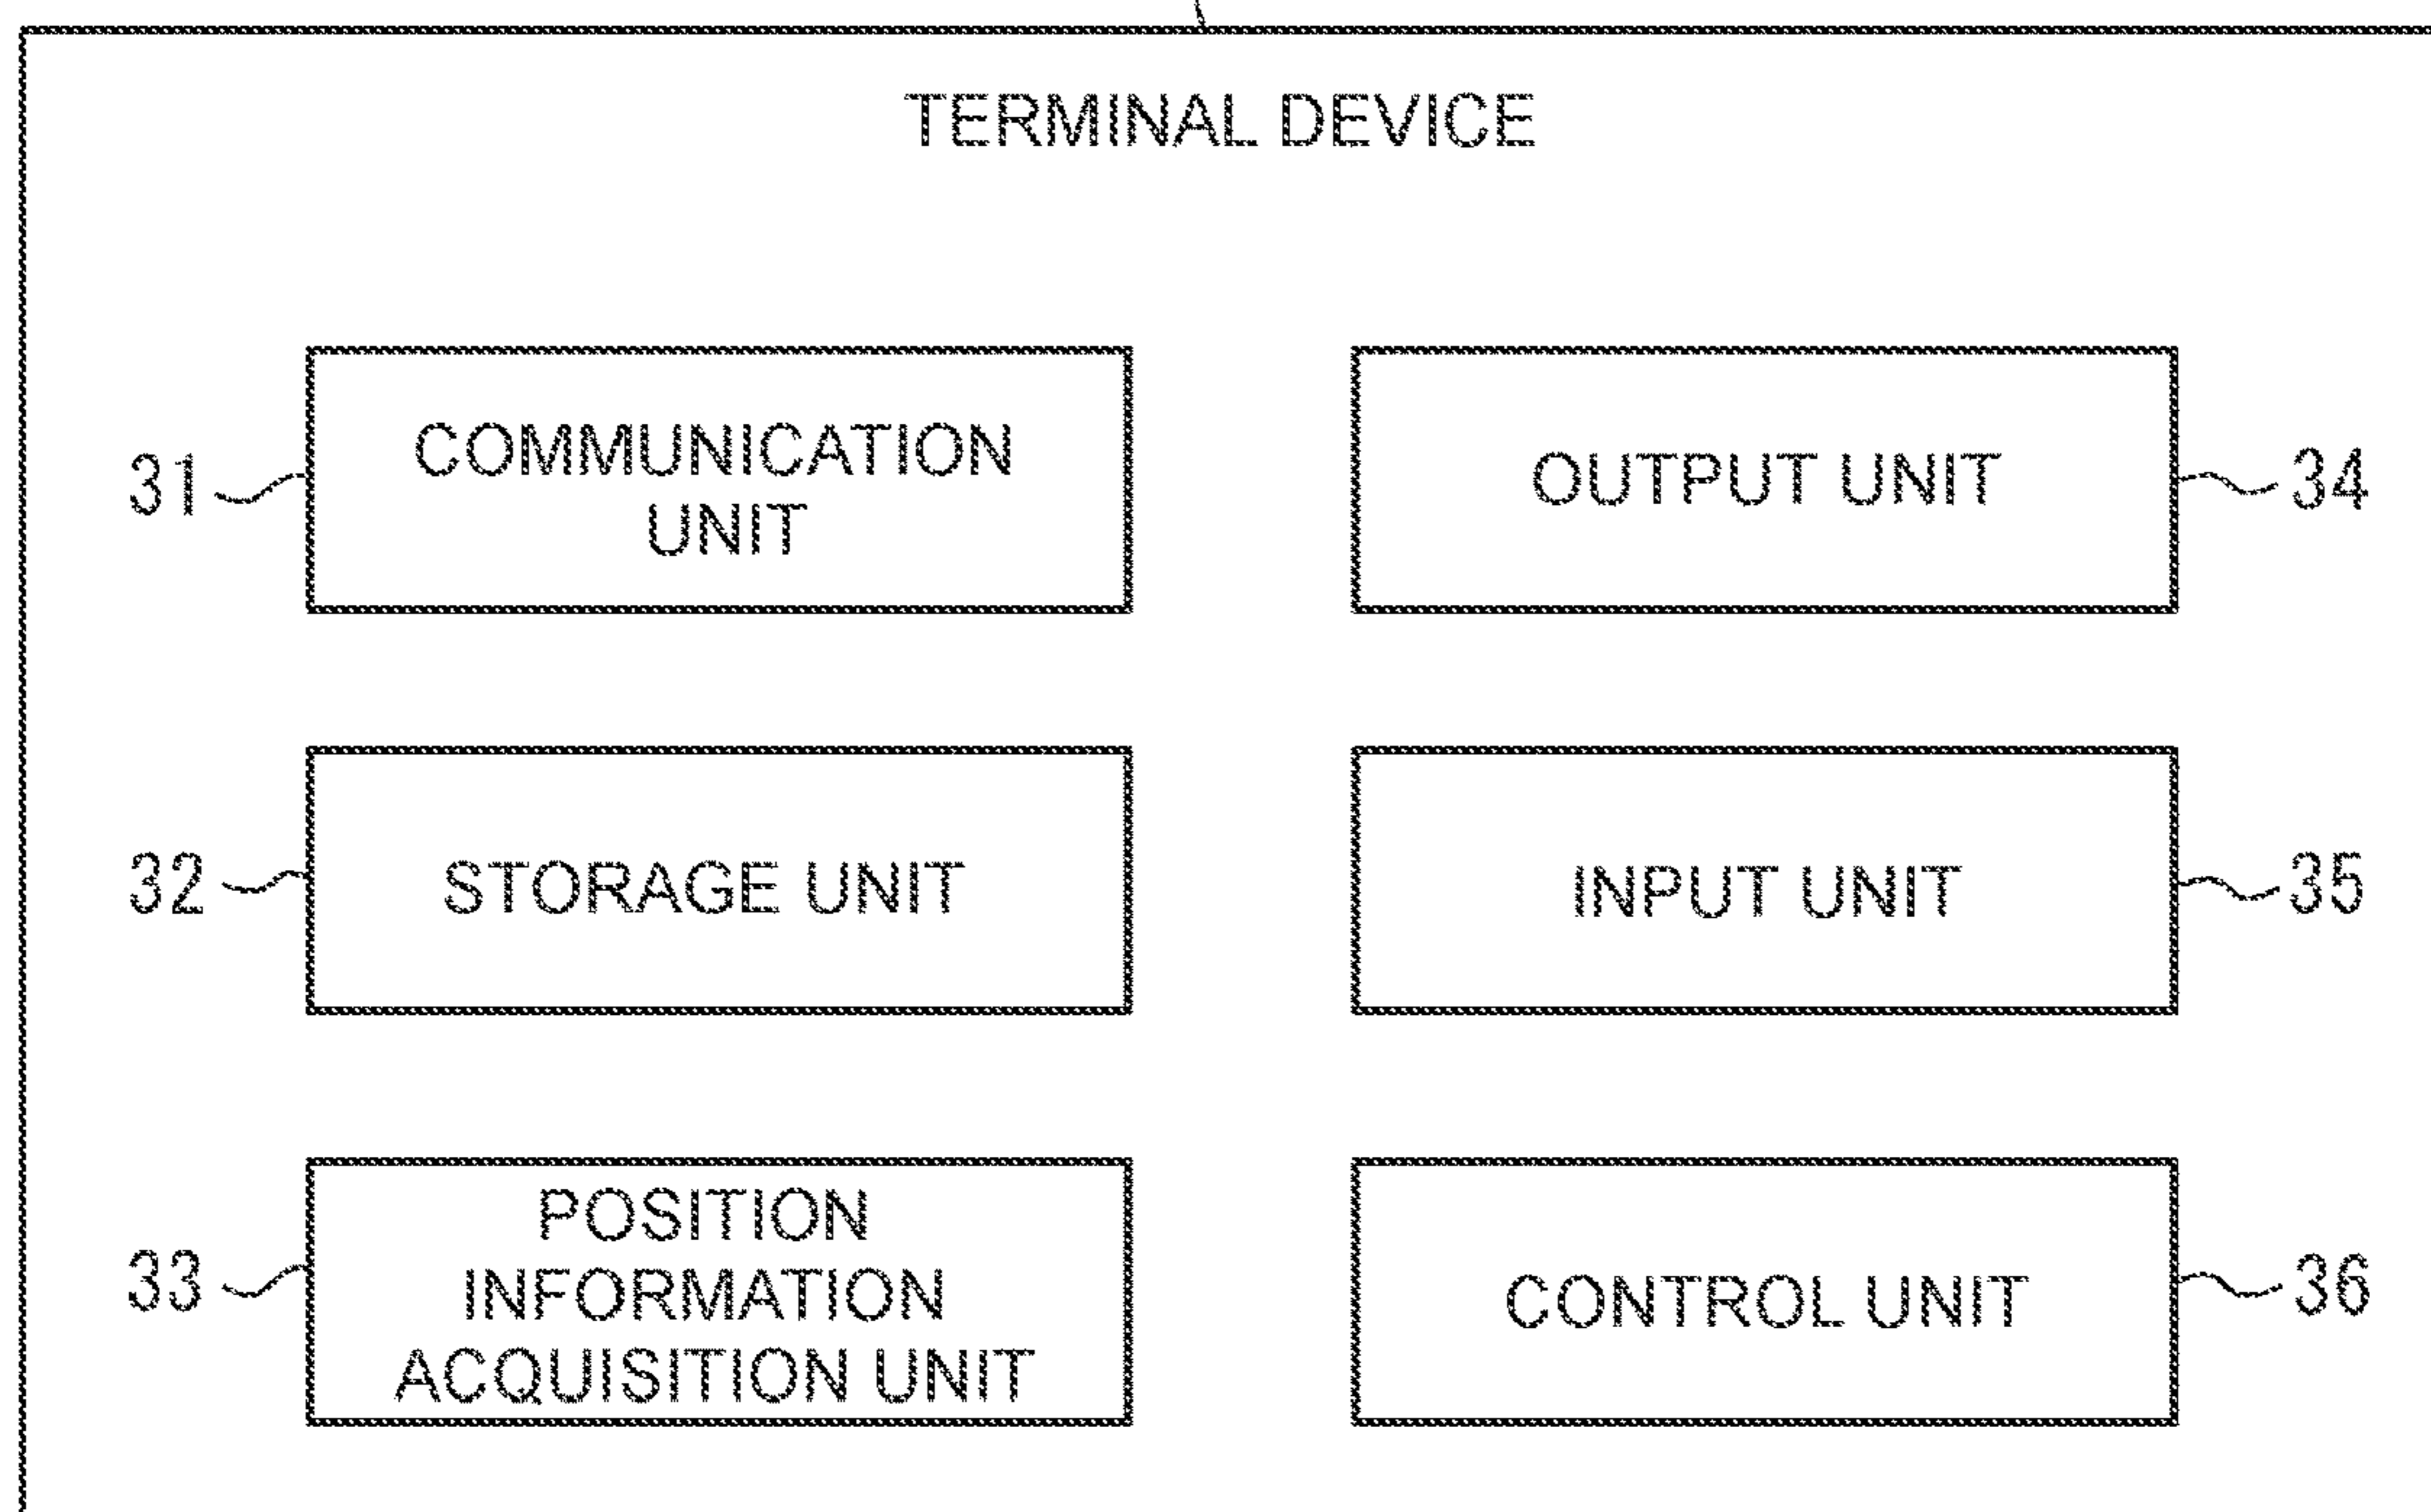 TERMINAL DEVICE
31
COMMUNICATION
UNIT
OUTPUT UNIT
34
32
STORAGE UNIT
INPUT UNIT
35
33
POSITION
INFORMATION
ACQUISITION UNIT
CONTROL UNIT
36